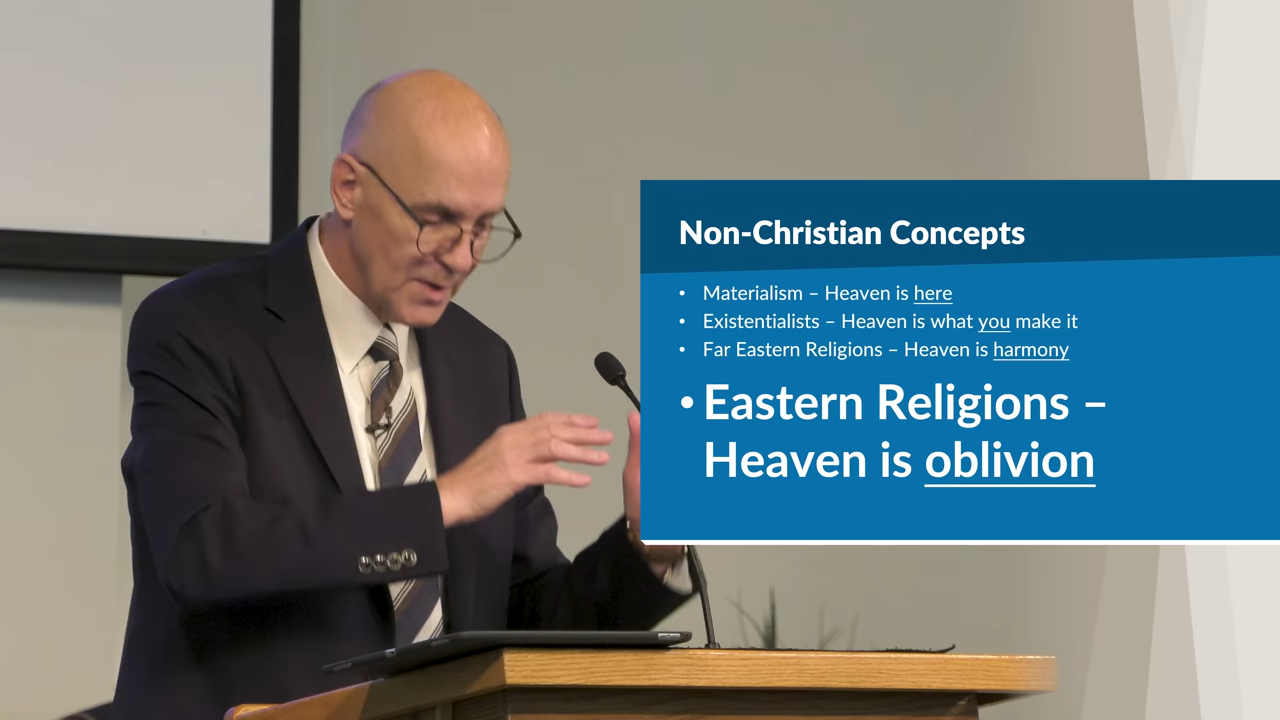 Non-Christian Concepts
• Materialism – Heaven is here
• Existentialists – Heaven is what you make it
• Far Eastern Religions – Heaven is harmony
• Eastern Religions –
Heaven is oblivion